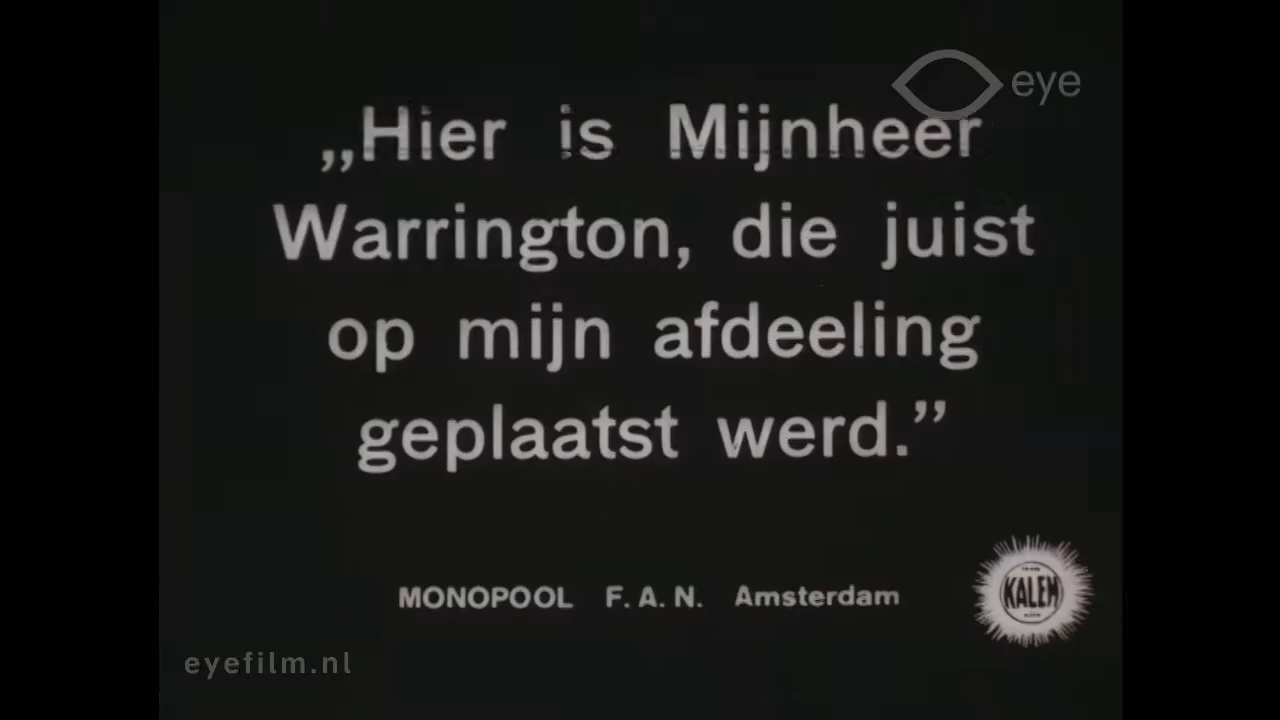 eye
„Hier is Mijnheer
Warrington, die juist
op mijn afdeeling
geplaatst werd.”
MONOPOOL F. A. N. Amsterdam
KALEM
eyefilm.nl